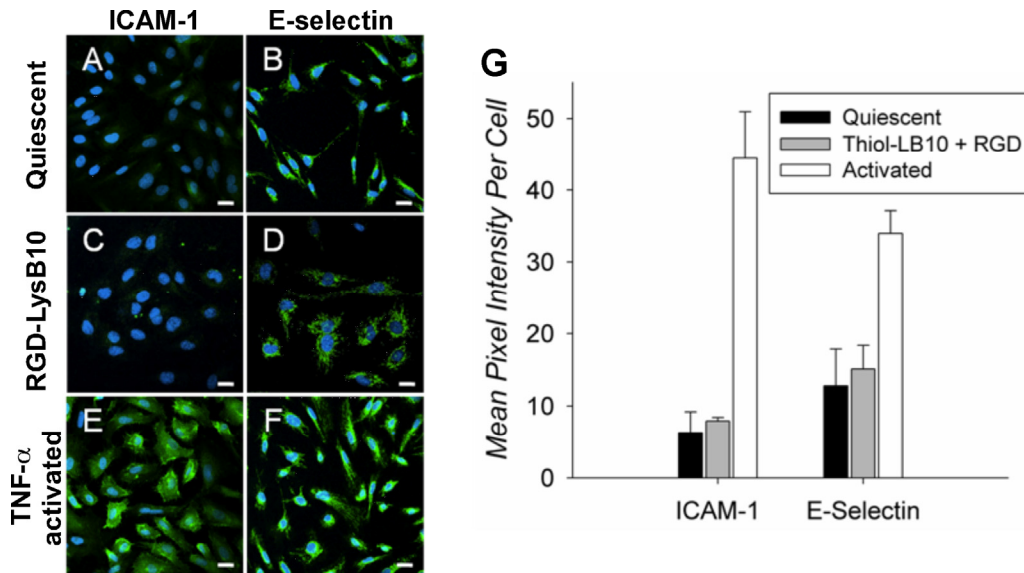 ICAM-1
E-selectin
Quiescent
A
B
RGD-LysB10
C
D
TNF-α
activated
E
F
G
Mean Pixel Intensity Per Cell
50
40
30
20
10
0
Quiescent
Thiol-LB10 + RGD
Activated
ICAM-1
E-Selectin